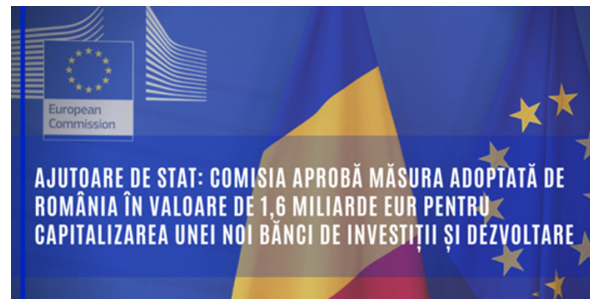 European
Commission
AJUTOARE DE STAT: COMISIA APROBĂ MĂSURA ADOPTATĂ DE
ROMÂNIA ÎN VALOARE DE 1,6 MILIARDE EUR PENTRU
CAPITALIZAREA UNEI NOI BĂNCI DE INVESTIȚII ȘI DEZVOLTARE